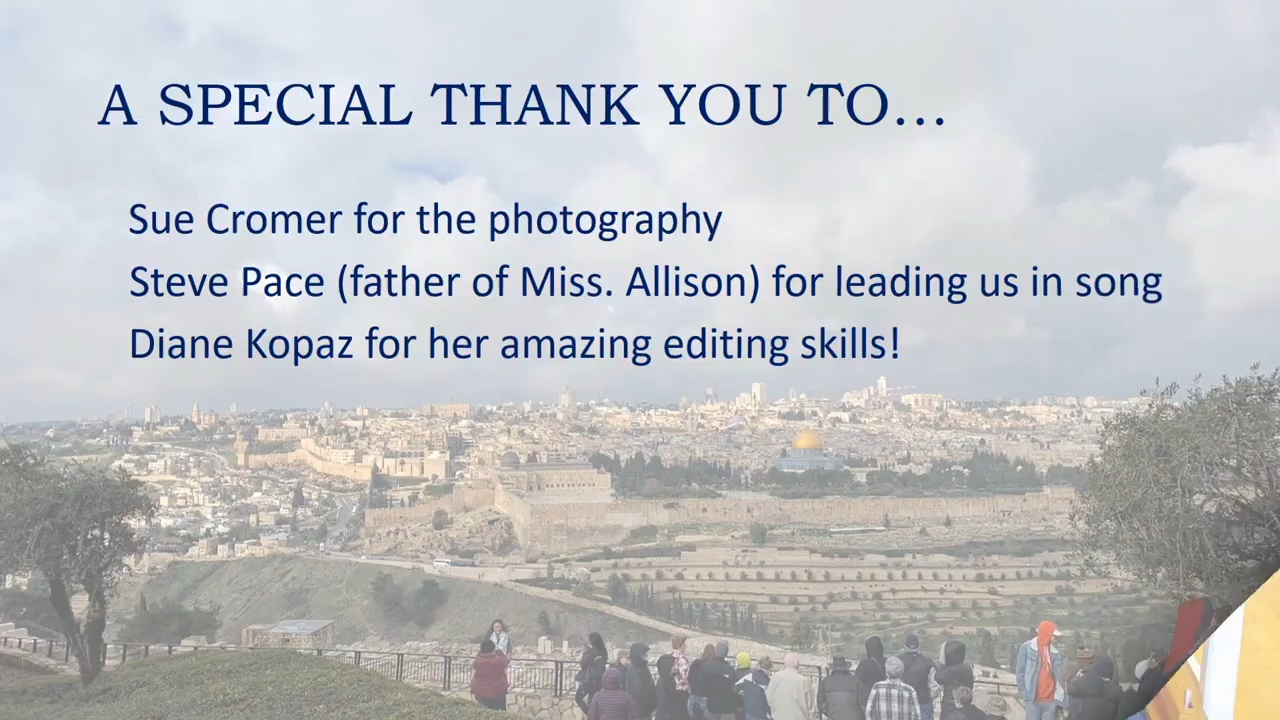 A SPECIAL THANK YOU TO...
Sue Cromer for the photography
Steve Pace (father of Miss. Allison) for leading us in song
Diane Kopaz for her amazing editing skills!